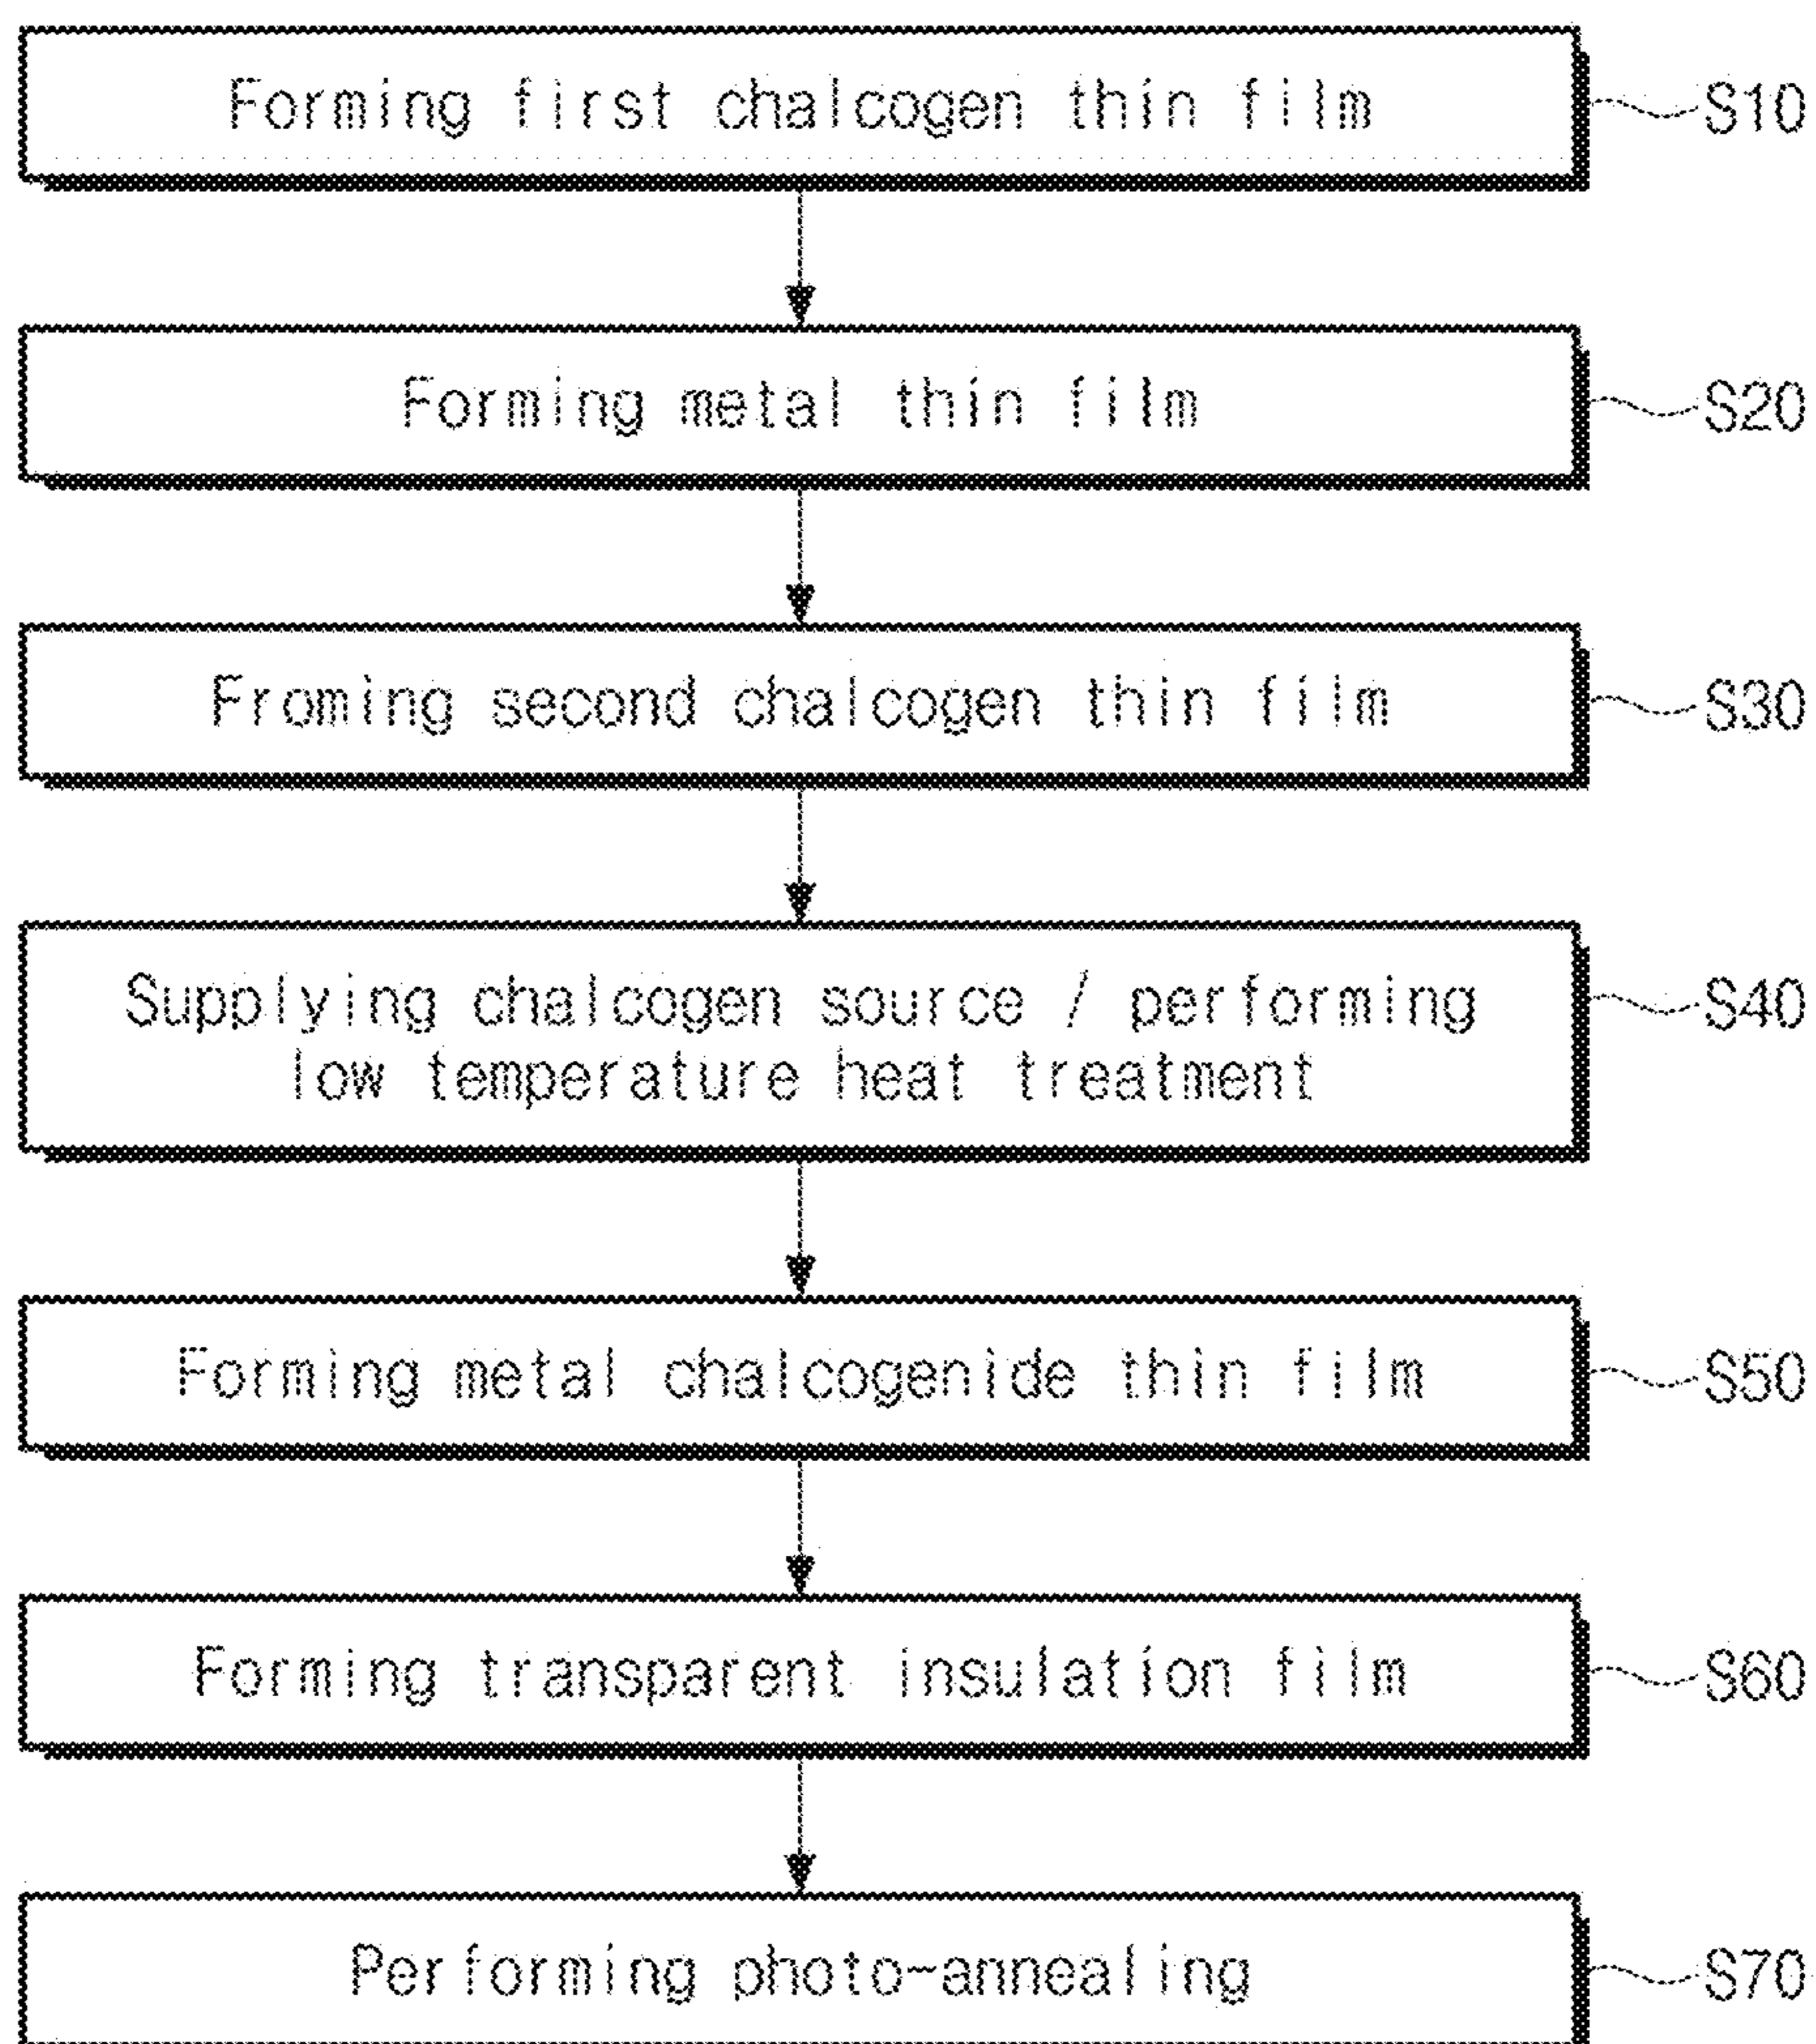 Forming first chalcogen thin film
S10
Forming metal thin film
S20
Froming second chalcogen thin film
S30
Supplying chalcogen source / performing
low temperature heat treatment
S40
Forming metal chalcogenide thin film
S50
Forming transparent insulation film
S60
Performing photo-annealing
S70